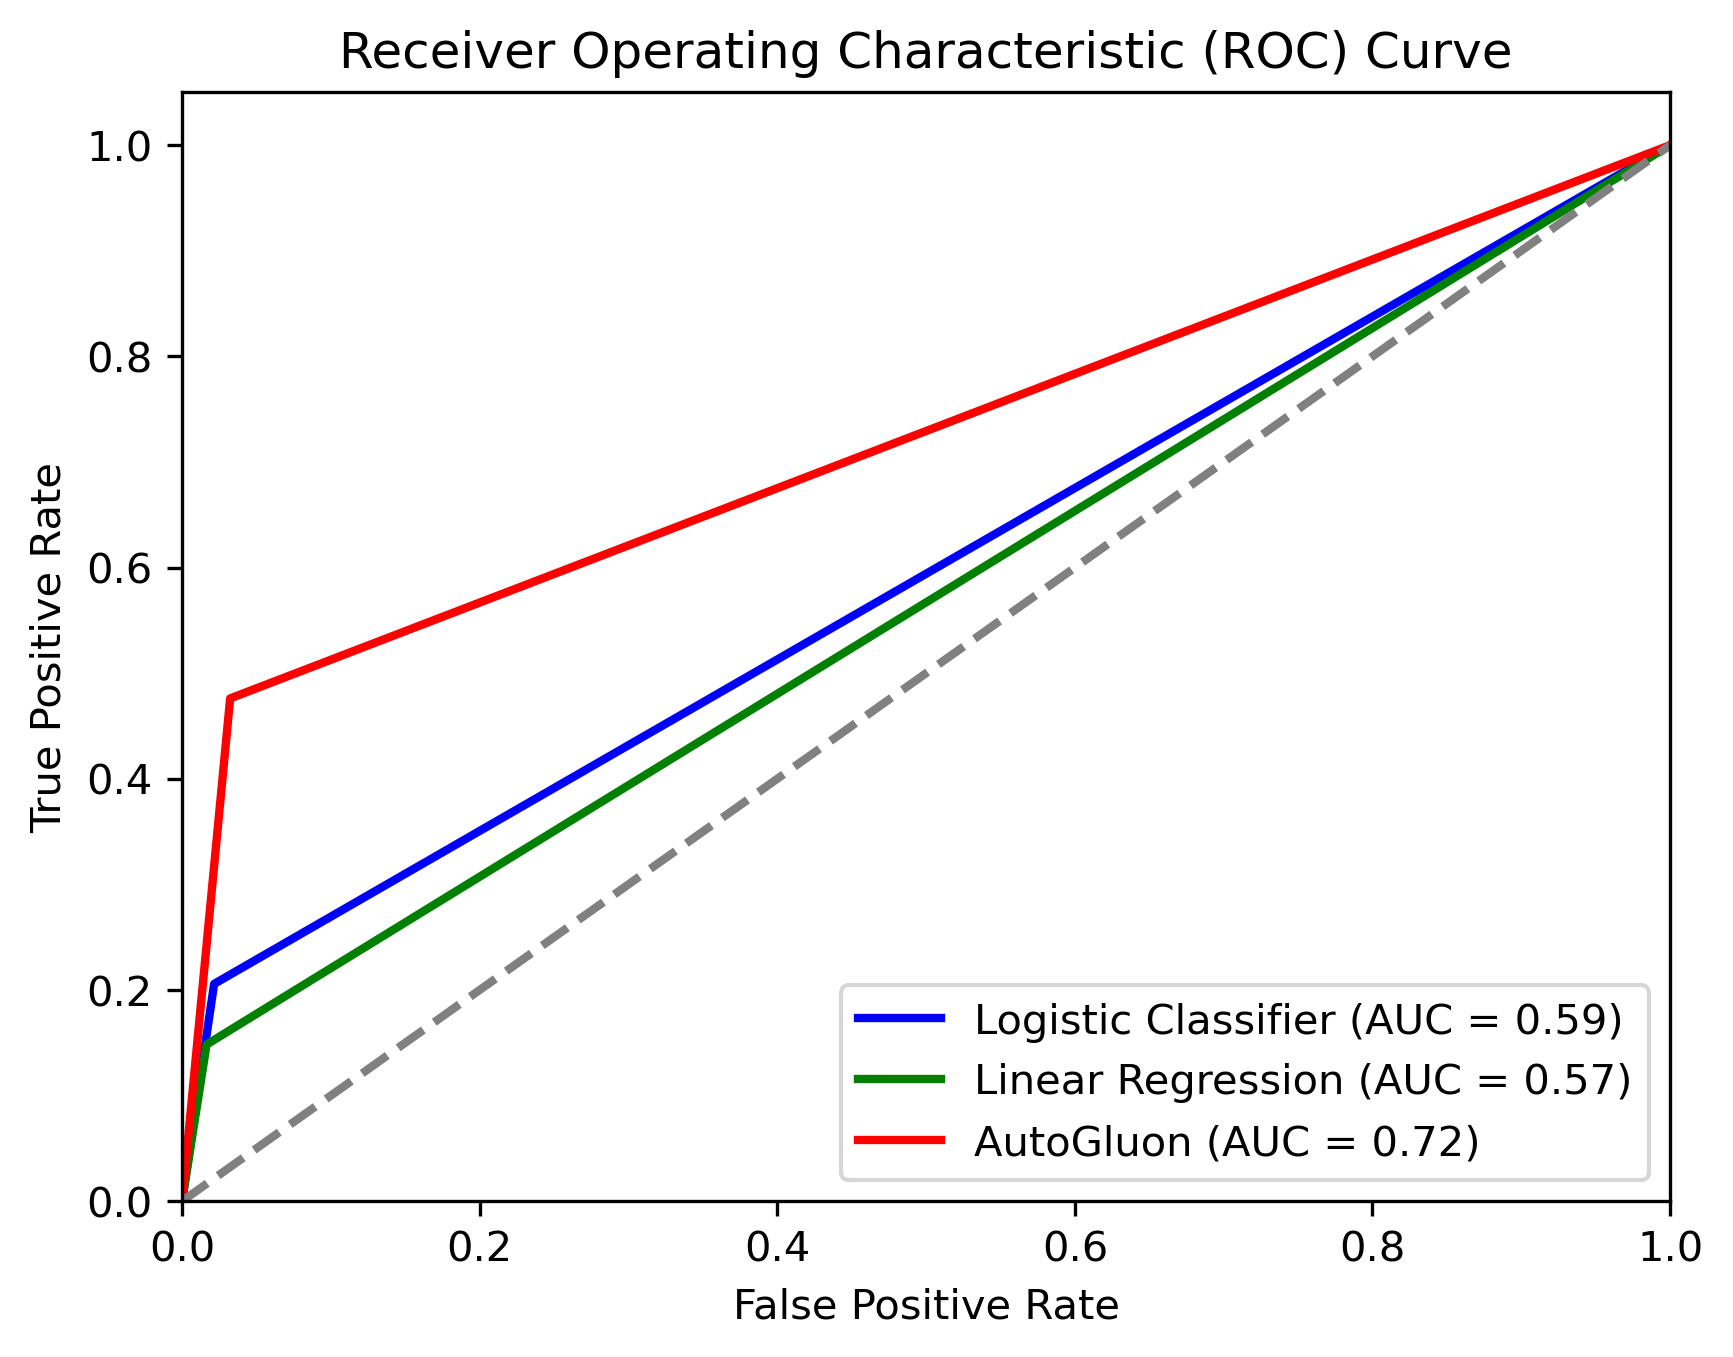 Receiver Operating Characteristic (ROC) Curve
True Positive Rate
1.0
0.8
0.6
0.4
0.2
0.0
Logistic Classifier (AUC = 0.59)
Linear Regression (AUC = 0.57)
AutoGluon (AUC = 0.72)
0.0 0.2 0.4 0.6 0.8 1.0
False Positive Rate